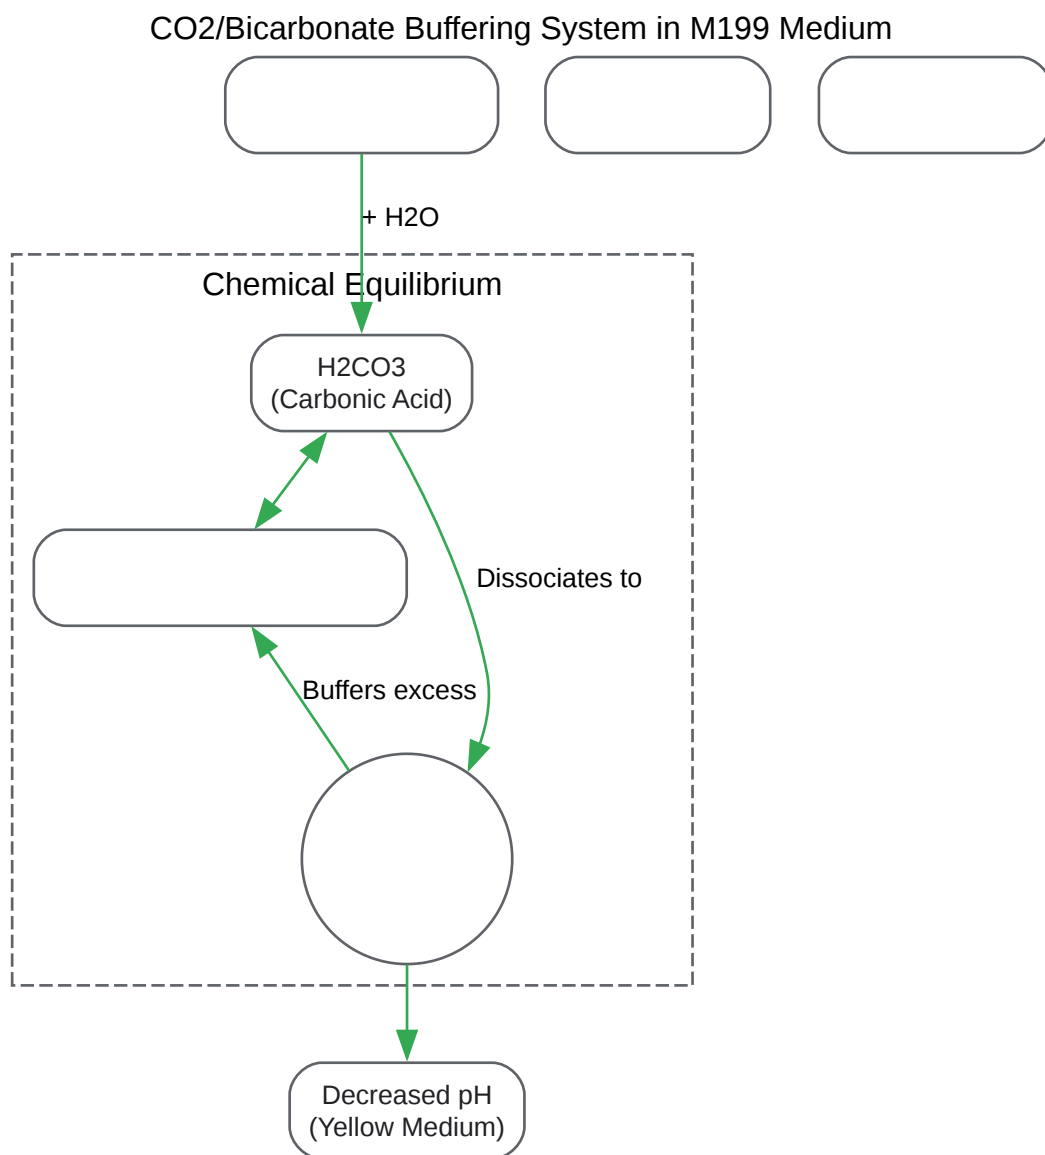 CO2/Bicarbonate Buffering System in M199 Medium
+ H2O
Chemical Equilibrium
H2CO3
(Carbonic Acid)
Dissociates to
Buffers excess
Decreased pH
(Yellow Medium)